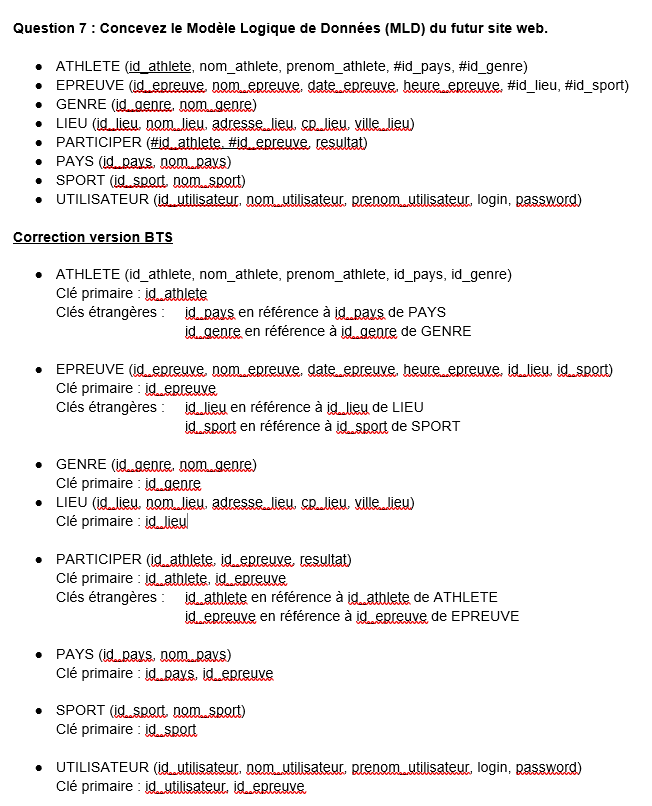 Question 7 : Concevez le Modèle Logique de Données (MLD) du futur site web.
● ATHLETE (id_athlete, nom_athlete, prenom_athlete, #id_pays, #id_genre)
● EPREUVE (id_epreuve, nom_epreuve, date_epreuve, heure_epreuve, #id_lieu, #id_sport)
● GENRE (id_genre, nom_genre)
● LIEU (id_lieu, nom_lieu, adresse_lieu, cp_lieu, ville_lieu)
● PARTICIPER (#id_athlete, #id_epreuve, resultat)
● PAYS (id_pays, nom_pays)
● SPORT (id_sport, nom_sport)
● UTILISATEUR (id_utilisateur, nom_utilisateur, prenom_utilisateur, login, password)
Correction version BTS
● ATHLETE (id_athlete, nom_athlete, prenom_athlete, id_pays, id_genre)
Clé primaire : id_athlete
Clés étrangères : id_pays en référence à id_pays de PAYS
id_genre en référence à id_genre de GENRE
● EPREUVE (id_epreuve, nom_epreuve, date_epreuve, heure_epreuve, id_lieu, id_sport)
Clé primaire : id_epreuve
Clés étrangères : id_lieu en référence à id_lieu de LIEU
id_sport en référence à id_sport de SPORT
● GENRE (id_genre, nom_genre)
Clé primaire : id_genre
● LIEU (id_lieu, nom_lieu, adresse_lieu, cp_lieu, ville_lieu)
Clé primaire : id_lieu
● PARTICIPER (id_athlete, id_epreuve, resultat)
Clé primaire : id_athlete, id_epreuve
Clés étrangères : id_athlete en référence à id_athlete de ATHLETE
id_epreuve en référence à id_epreuve de EPREUVE
● PAYS (id_pays, nom_pays)
Clé primaire : id_pays, id_epreuve
● SPORT (id_sport, nom_sport)
Clé primaire : id_sport
● UTILISATEUR (id_utilisateur, nom_utilisateur, prenom_utilisateur, login, password)
Clé primaire : id_utilisateur, id_epreuve